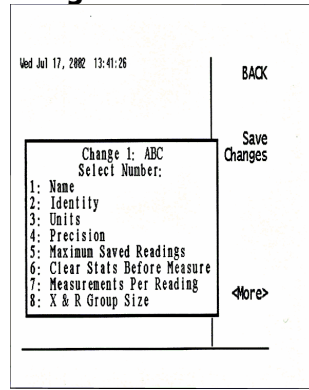 Wed Jul 17, 2002 13:41:26
BACK
Save
Changes
Change 1: ABC
Select Number:
1: Name
2: Identity
3: Units
4: Precision
5: Maximum Saved Readings
6: Clear Stats Before Measure
7: Measurements Per Reading
8: X & R Group Size
<More>